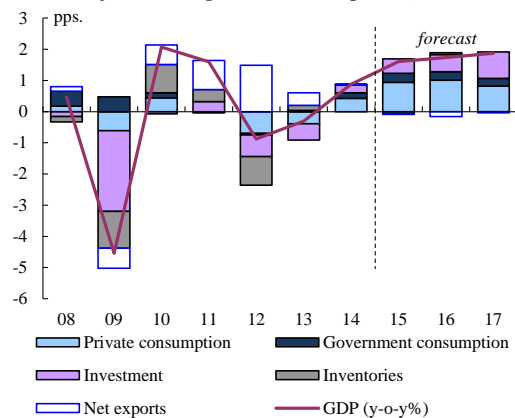 pps.
forecast
3
2
1
0
-1
-2
-3
-4
-5
-6
08 09 10 11 12 13 14 15 16 17
Private consumption Government consumption
Investment Inventories
Net exports GDP (y-o-y%)